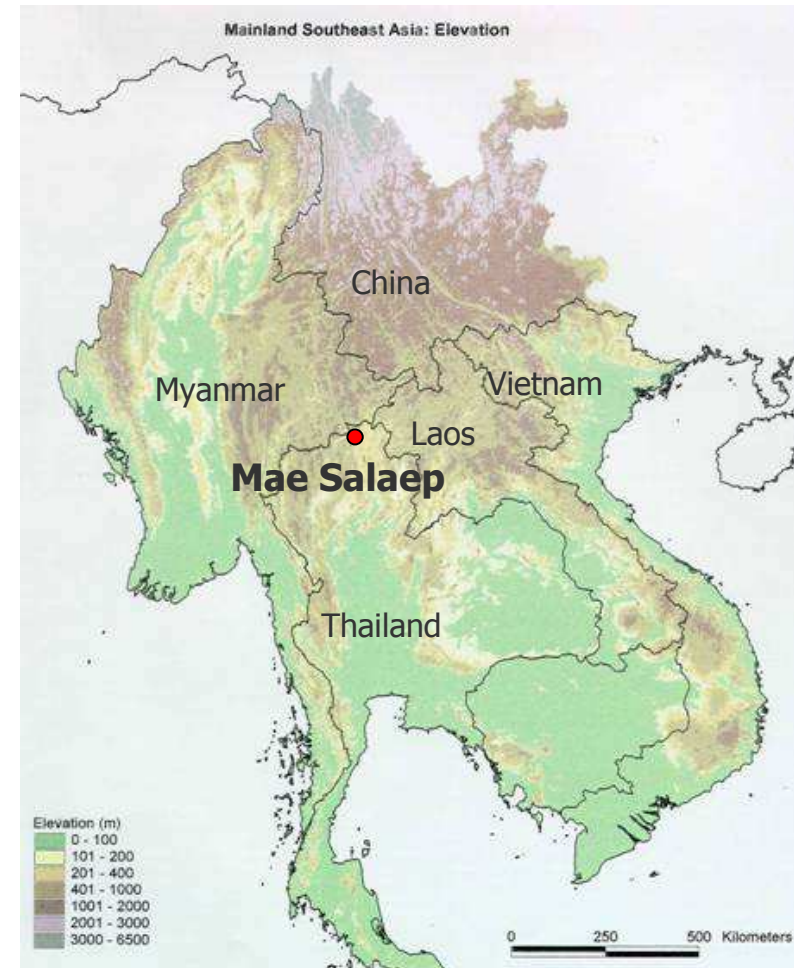 Mainland Southeast Asia: Elevation
China
Myanmar
Vietnam
Laos
Mae Salaep
Thailand
Elevation (m)
0 - 100
101 - 200
201 - 400
401 - 1000
1001 - 2000
2001 - 3000
3000 - 6500
0 250 500 Kilometers